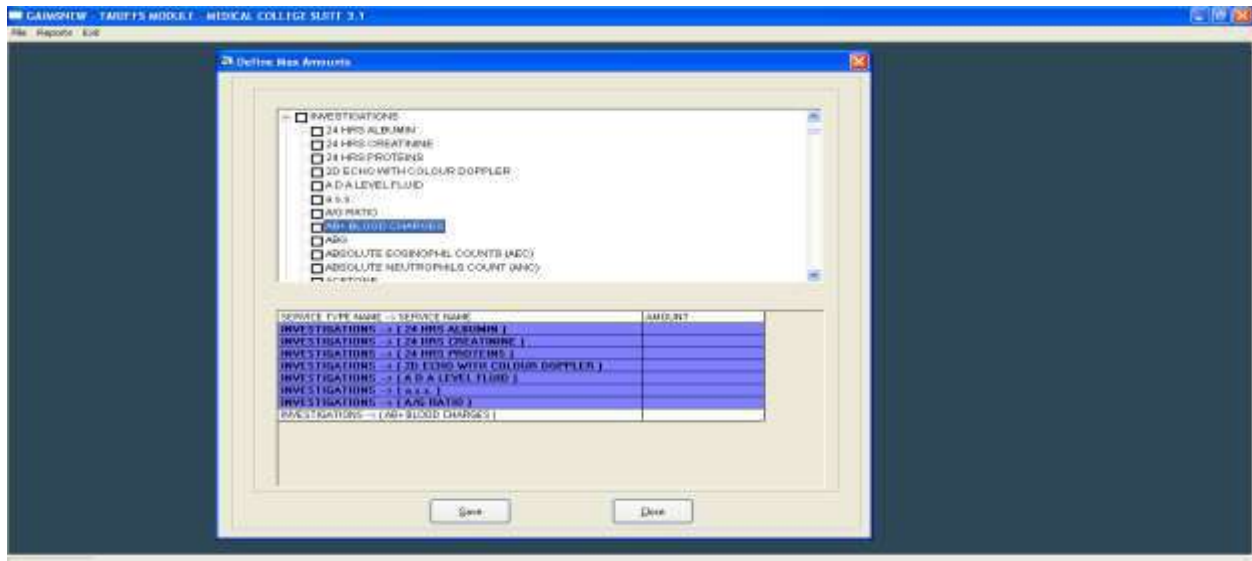 GAIMSNEW - TARIFFS MODULE - MEDICAL COLLEGE SUITE 3.1
File Reports Exit
Define Max Amounts
INVESTIGATIONS
24 HRS ALBUMIN
24 HRS CREATININE
24 HRS PROTEINS
2D ECHO WITH COLOUR DOPPLER
A D A LEVEL FLUID
a.s.s.
A/G RATIO
AB+ BLOOD CHARGES
ABG
ABSOLUTE EOSINOPHIL COUNTS (AEC)
ABSOLUTE NEUTROPHILS COUNT (ANC)
ACETONE
SERVICE TYPE NAME -> SERVICE NAME AMOUNT
INVESTIGATIONS -> ( 24 HRS ALBUMIN )
INVESTIGATIONS -> ( 24 HRS CREATININE )
INVESTIGATIONS -> ( 24 HRS PROTEINS )
INVESTIGATIONS -> ( 2D ECHO WITH COLOUR DOPPLER )
INVESTIGATIONS -> ( A D A LEVEL FLUID )
INVESTIGATIONS -> ( a.s.s. )
INVESTIGATIONS -> ( A/G RATIO )
INVESTIGATIONS -> ( AB+ BLOOD CHARGES )
Save Close